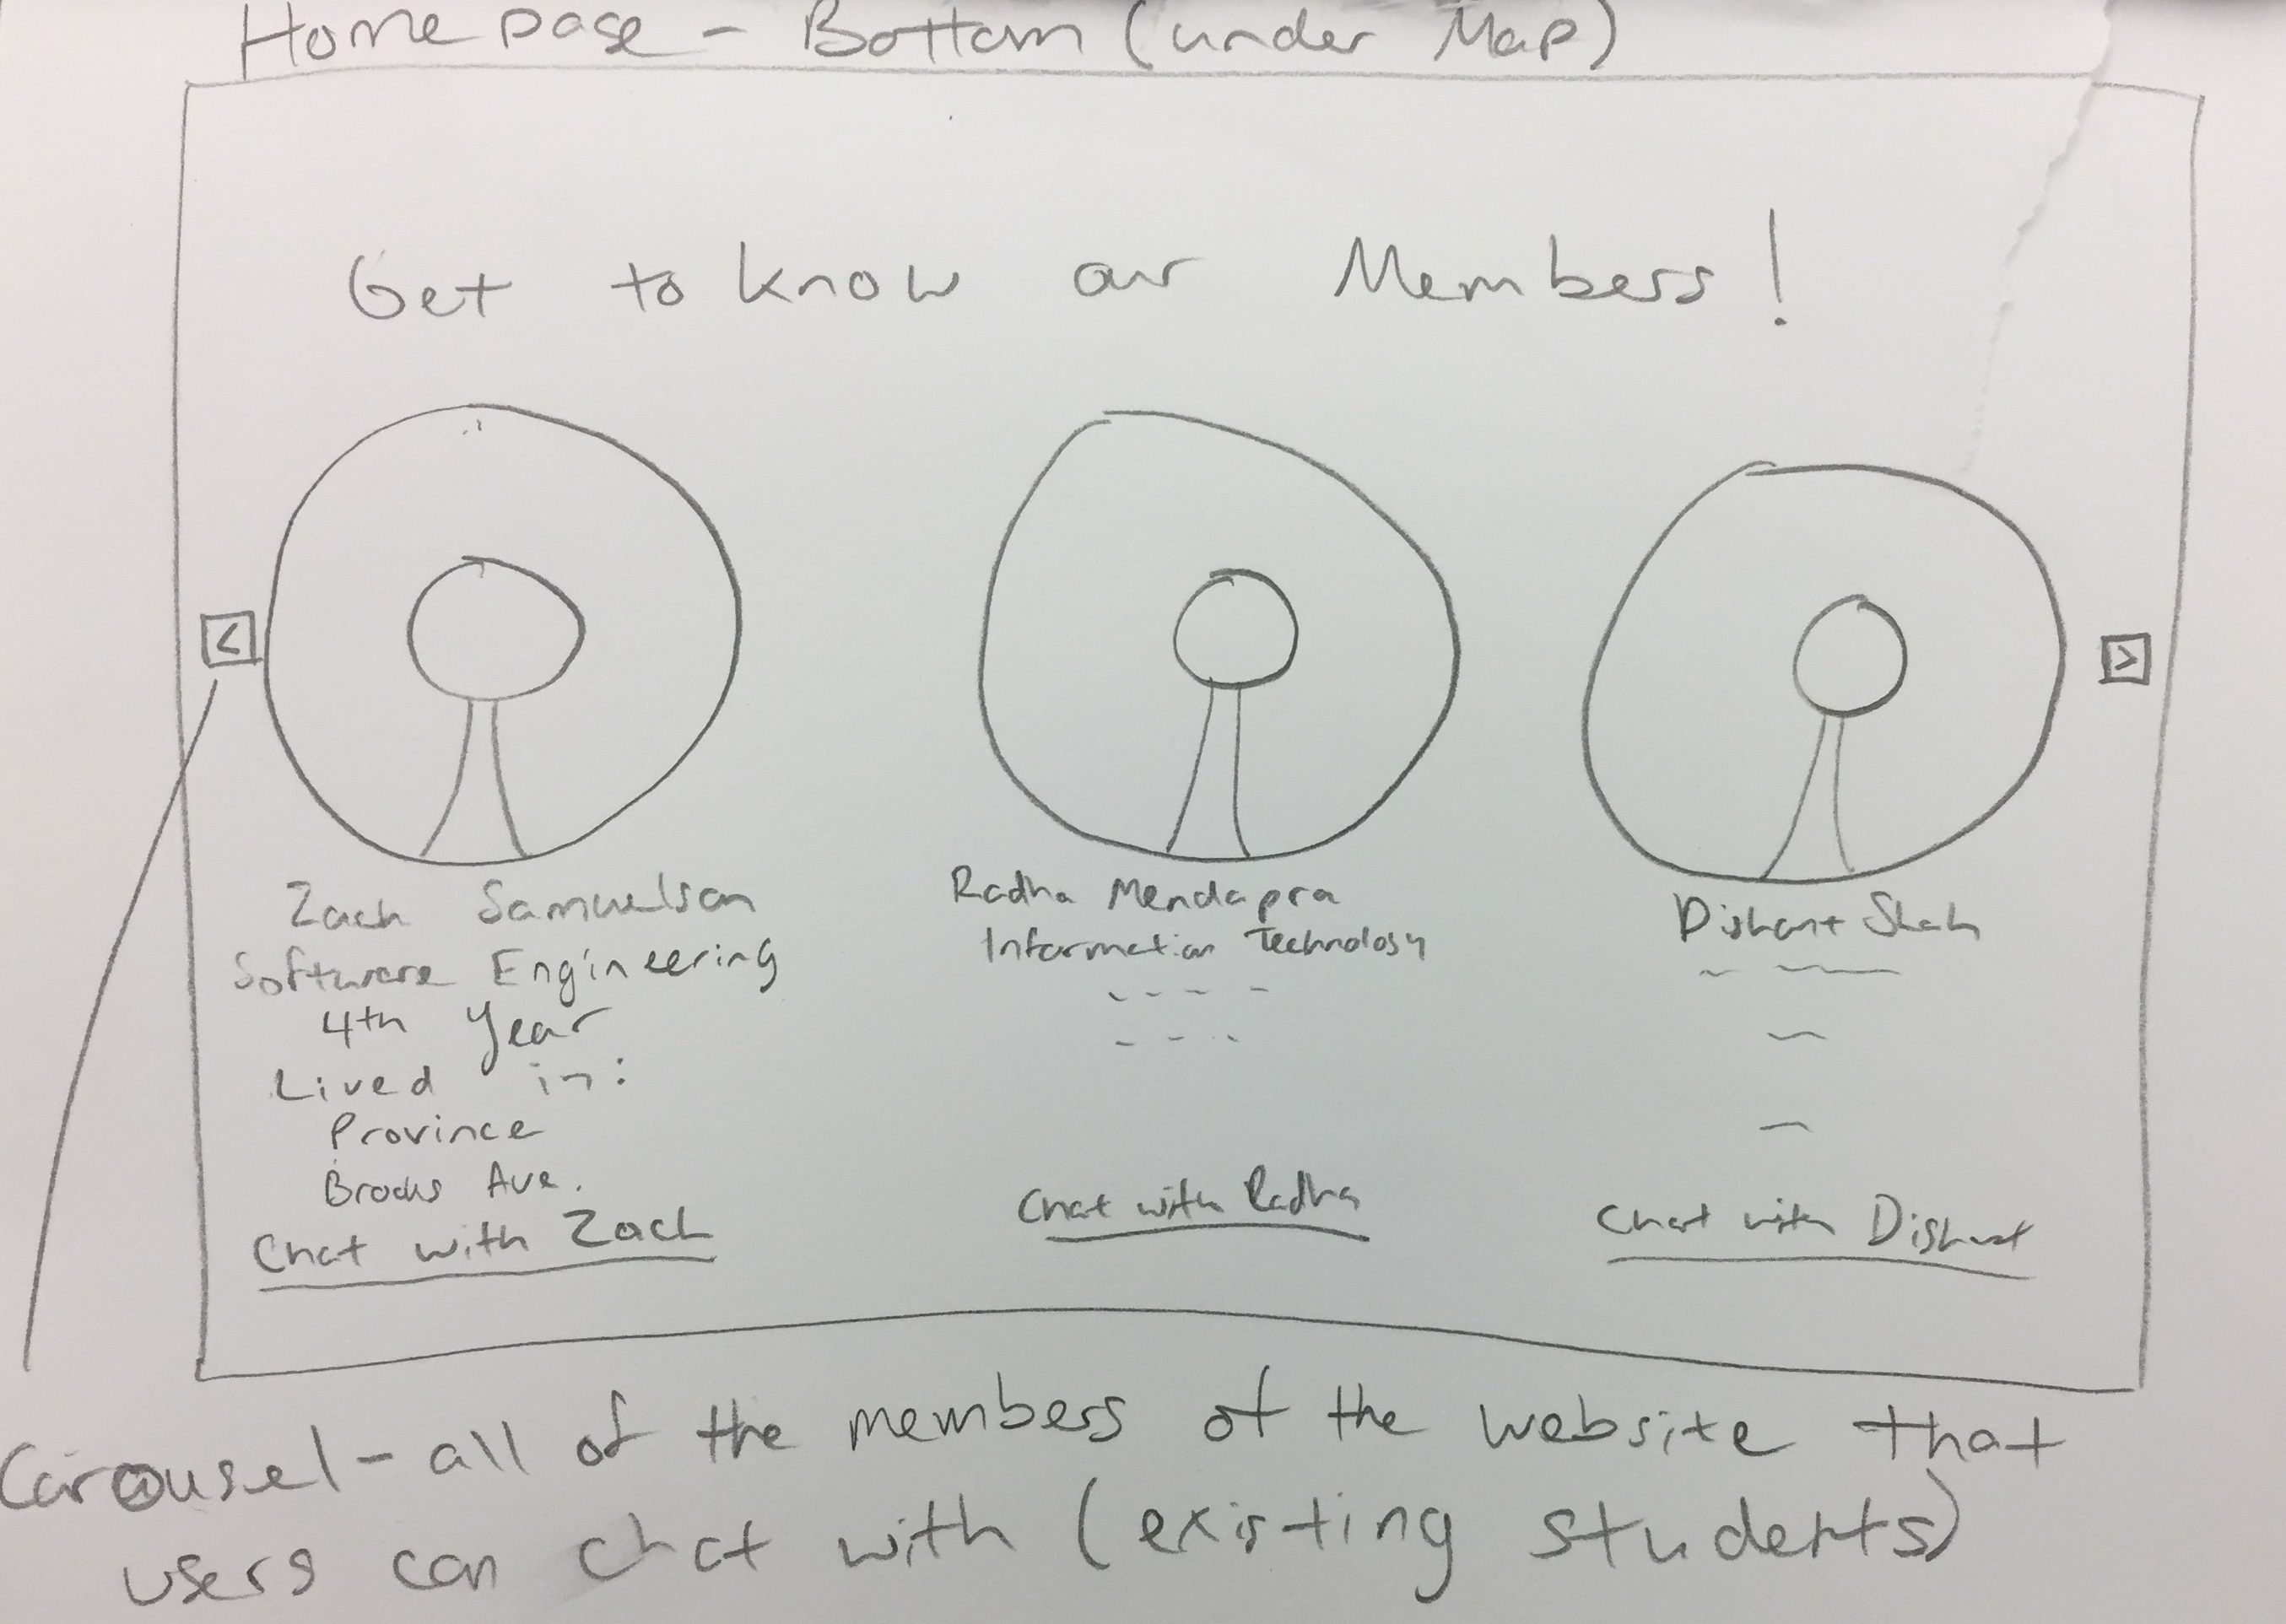 Home page - Bottom (under Map)
Get to know our Members!
<
>
Zach Samuelson
Software Engineering
4th Year
Lived in:
Province
Brooks Ave.
Chat with Zach
Radha Mendapra
Information Technology
Chat with Radha
Dishant Shah
Chat with Dishant
Carousel - all of the members of the website that
users can chat with (existing students)